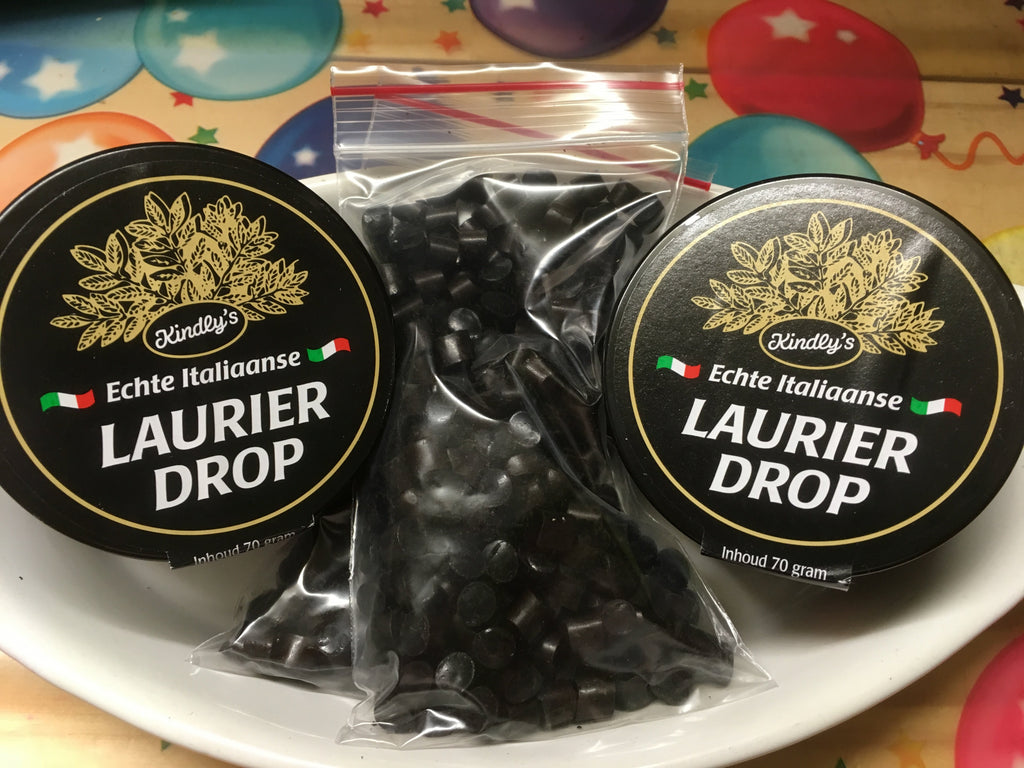 Kindly's
Echte Italiaanse
LAURIER
DROP
Inhoud 70 gram
Kindly's
Echte Italiaanse
LAURIER
DROP
Inhoud 70 gram